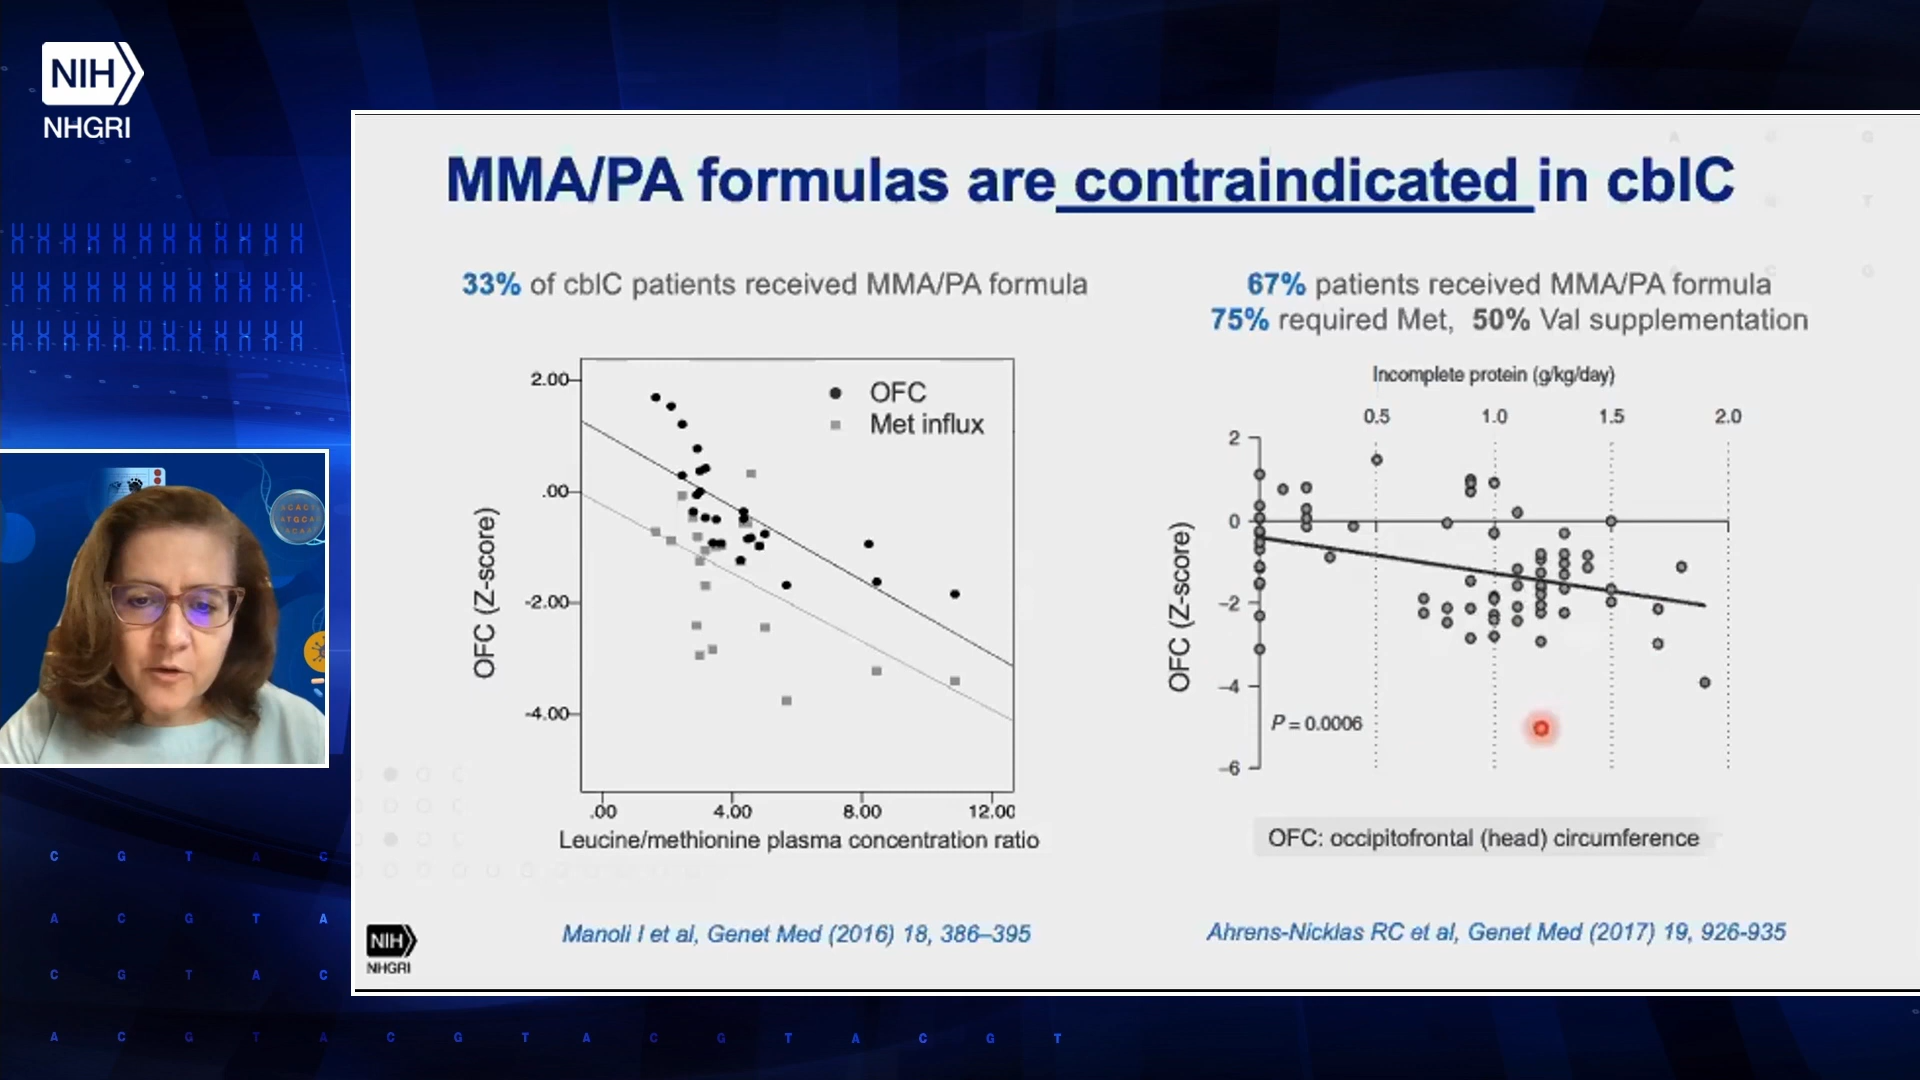 NIH
NHGRI
MMA/PA formulas are contraindicated in cblC
33% of cblC patients received MMA/PA formula
OFC
Met influx
2.00
.00
-2.00
-4.00
OFC (Z-score)
.00 4.00 8.00 12.00
Leucine/methionine plasma concentration ratio
Manoli I et al, Genet Med (2016) 18, 386–395
67% patients received MMA/PA formula
75% required Met, 50% Val supplementation
Incomplete protein (g/kg/day)
0.5 1.0 1.5 2.0
2
0
–2
–4
–6
OFC (Z-score)
P = 0.0006
OFC: occipitofrontal (head) circumference
Ahrens-Nicklas RC et al, Genet Med (2017) 19, 926-935
NIH
NHGRI
C G T A C
A C G T A
C G T A C
A C G T A C G T A C G T A C G T